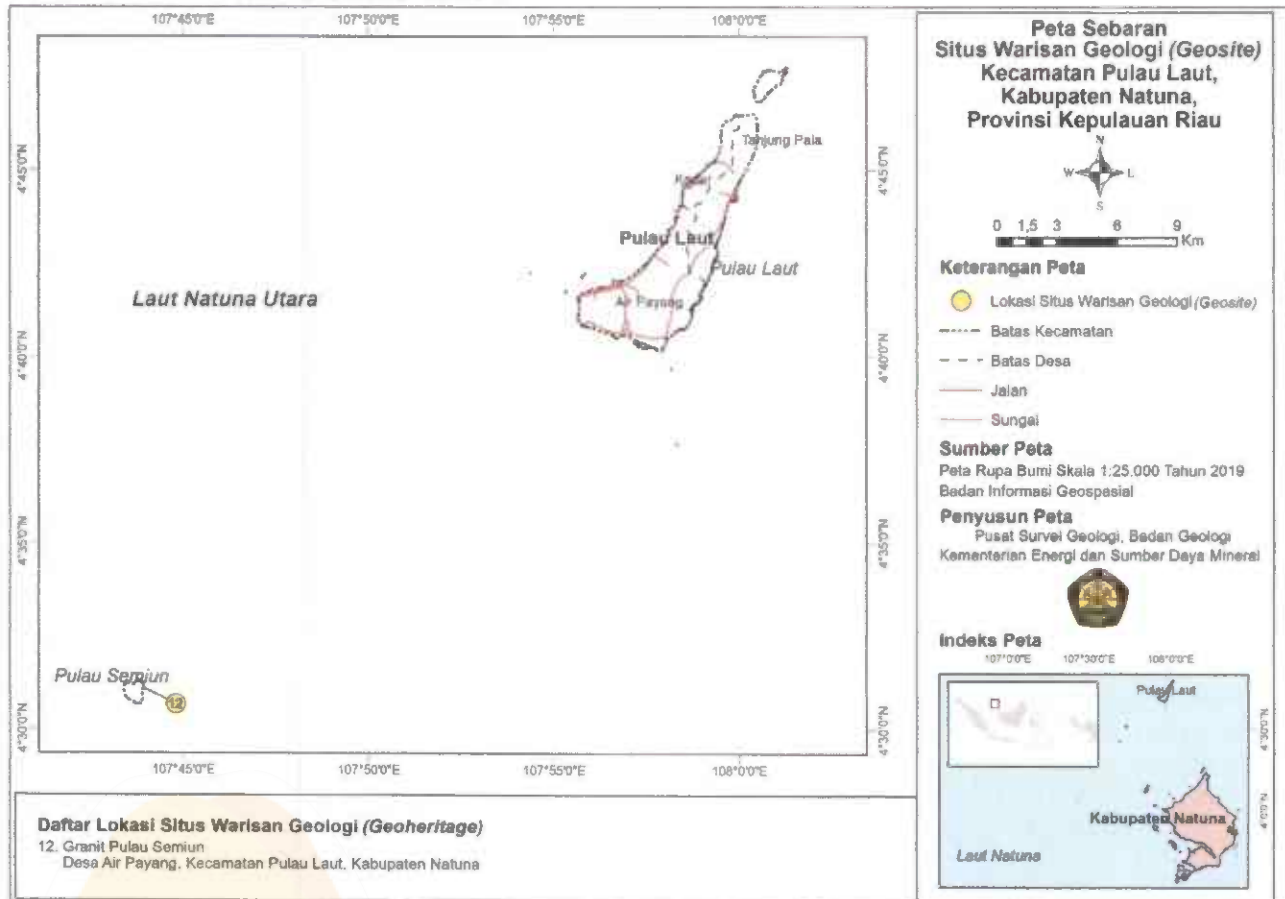 107°45'0"E
107°50'0"E
107°55'0"E
108°0'0"E
4°45'0"N
4°40'0"N
4°35'0"N
4°30'0"N
4°45'0"N
4°40'0"N
4°35'0"N
4°30'0"N
Tanjung Pala
Pulau Laut
Pulau Laut
Air Payang
Laut Natuna Utara
Pulau Semiun
12
107°45'0"E
107°50'0"E
107°55'0"E
108°0'0"E
Daftar Lokasi Situs Warisan Geologi (Geoheritage)
12. Granit Pulau Semiun
Desa Air Payang, Kecamatan Pulau Laut, Kabupaten Natuna
Peta Sebaran
Situs Warisan Geologi (Geosite)
Kecamatan Pulau Laut,
Kabupaten Natuna,
Provinsi Kepulauan Riau
N
W L
S
0 1,5 3 6 9
Km
Keterangan Peta
Lokasi Situs Warisan Geologi (Geosite)
Batas Kecamatan
Batas Desa
Jalan
Sungai
Sumber Peta
Peta Rupa Bumi Skala 1:25.000 Tahun 2019
Badan Informasi Geospasial
Penyusun Peta
Pusat Survei Geologi, Badan Geologi
Kementerian Energi dan Sumber Daya Mineral
Indeks Peta
107°0'0"E
107°30'0"E
108°0'0"E
Pulau Laut
4°30'0"N
4°0'0"N
Kabupaten Natuna
Laut Natuna